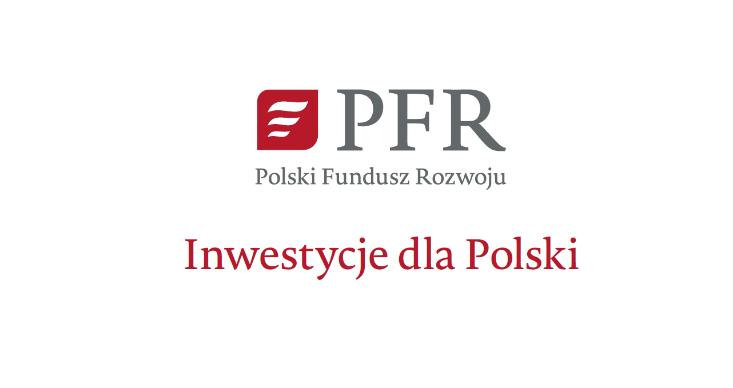 PFR
Polski Fundusz Rozwoju
Inwestycje dla Polski